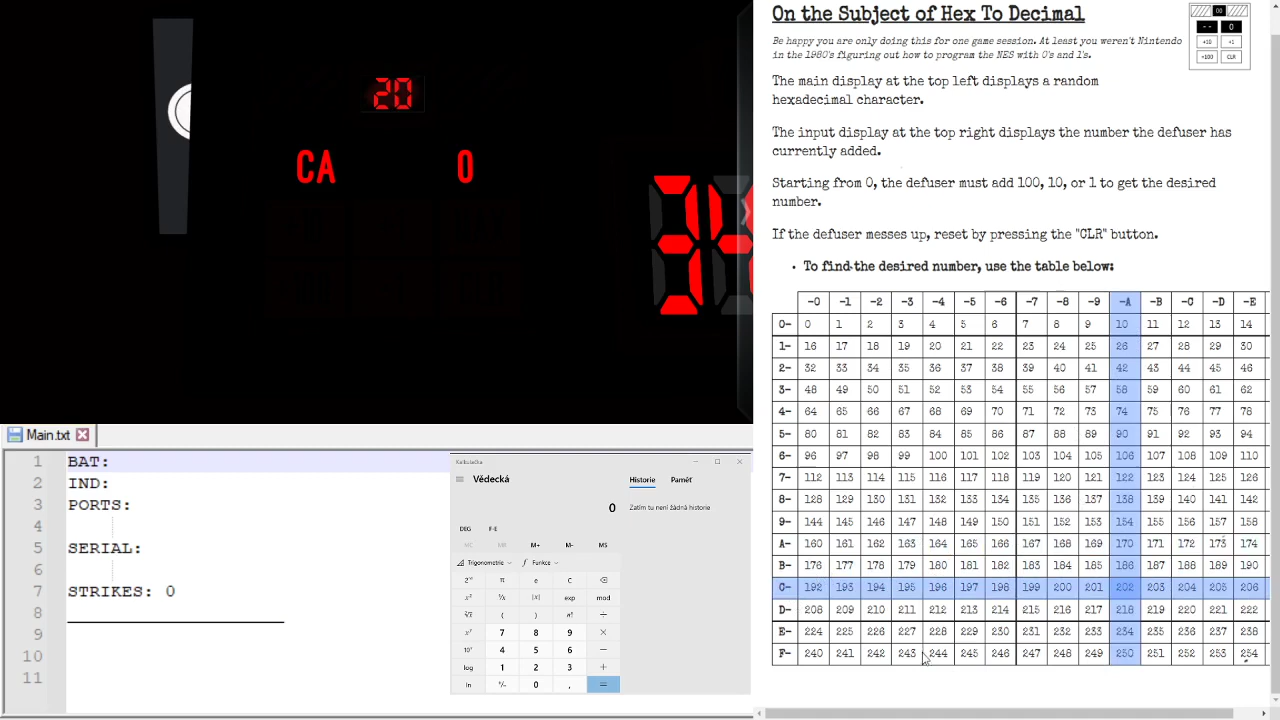 20
CA 0
Main.txt
1 BAT:
2 IND:
3 PORTS:
4
5 SERIAL:
6
7 STRIKES: 0
8
9
10
11
Kalkulačka
Vědecká
Historie Paměť
0
Zatím tu není žádná historie
DEG F-E
MC MR M+ M- MS
Trigonometrie Funkce
π e C
exp mod
( ) n!
7 8 9 ×
4 5 6 −
log 1 2 3 +
ln +/− 0 , =
On the Subject of Hex To Decimal
Be happy you are only doing this for one game session. At least you weren't Nintendo
in the 1980's figuring out how to program the NES with 0's and 1's.
00
-- 0
+10 +1
+100 CLR
The main display at the top left displays a random
hexadecimal character.
The input display at the top right displays the number the defuser has
currently added.
Starting from 0, the defuser must add 100, 10, or 1 to get the desired
number.
If the defuser messes up, reset by pressing the "CLR" button.
• To find the desired number, use the table below:
-0 -1 -2 -3 -4 -5 -6 -7 -8 -9 -A -B -C -D -E
0- 0 1 2 3 4 5 6 7 8 9 10 11 12 13 14
1- 16 17 18 19 20 21 22 23 24 25 26 27 28 29 30
2- 32 33 34 35 36 37 38 39 40 41 42 43 44 45 46
3- 48 49 50 51 52 53 54 55 56 57 58 59 60 61 62
4- 64 65 66 67 68 69 70 71 72 73 74 75 76 77 78
5- 80 81 82 83 84 85 86 87 88 89 90 91 92 93 94
6- 96 97 98 99 100 101 102 103 104 105 106 107 108 109 110
7- 112 113 114 115 116 117 118 119 120 121 122 123 124 125 126
8- 128 129 130 131 132 133 134 135 136 137 138 139 140 141 142
9- 144 145 146 147 148 149 150 151 152 153 154 155 156 157 158
A- 160 161 162 163 164 165 166 167 168 169 170 171 172 173 174
B- 176 177 178 179 180 181 182 183 184 185 186 187 188 189 190
C- 192 193 194 195 196 197 198 199 200 201 202 203 204 205 206
D- 208 209 210 211 212 213 214 215 216 217 218 219 220 221 222
E- 224 225 226 227 228 229 230 231 232 233 234 235 236 237 238
F- 240 241 242 243 244 245 246 247 248 249 250 251 252 253 254